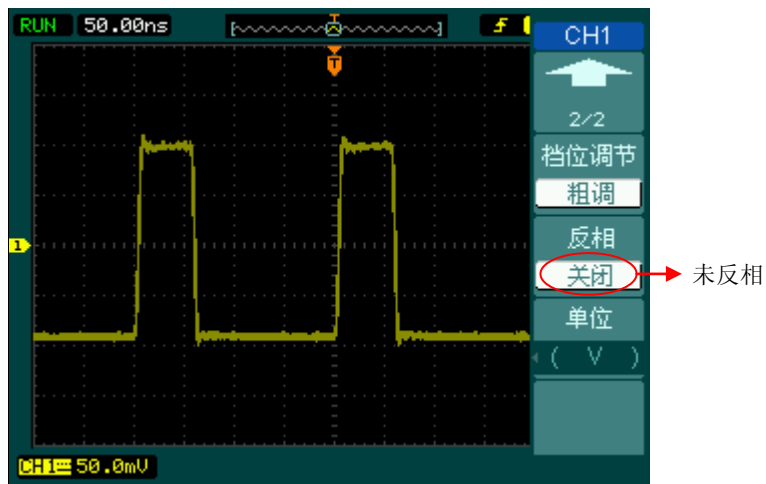 RUN 50.00ns
T
CH1
2/2
档位调节
粗调
反相
关闭 未反相
单位
( V )
1
CH1 50.0mV